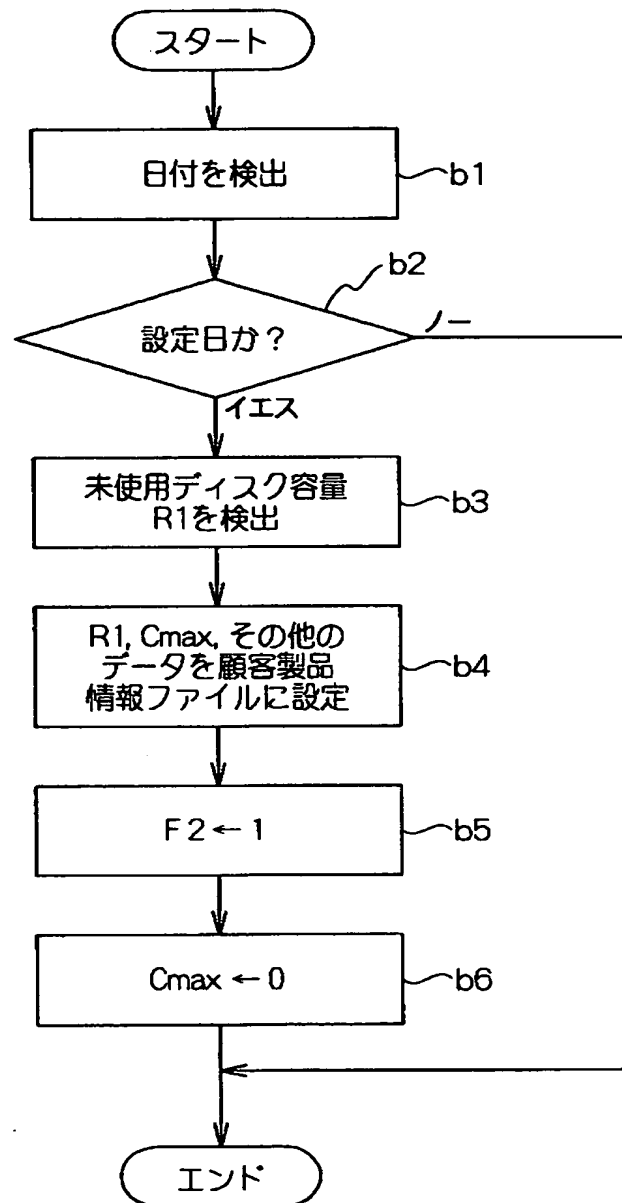 スタート
日付を検出
b1
b2
設定日か？
ノー
イエス
未使用ディスク容量
R1を検出
b3
R1, Cmax, その他の
データを顧客製品
情報ファイルに設定
b4
F2←1
b5
Cmax←0
b6
エンド